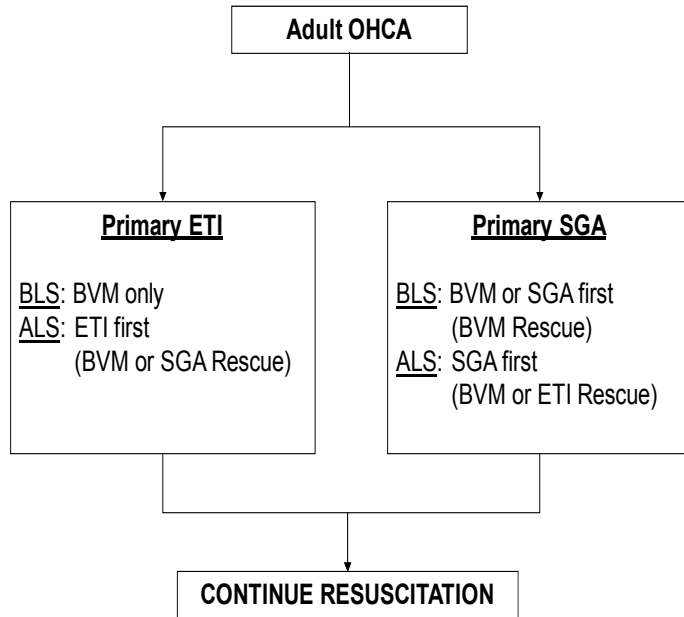 Adult OHCA
Primary ETI
BLS: BVM only
ALS: ETI first
(BVM or SGA Rescue)
Primary SGA
BLS: BVM or SGA first
(BVM Rescue)
ALS: SGA first
(BVM or ETI Rescue)
CONTINUE RESUSCITATION